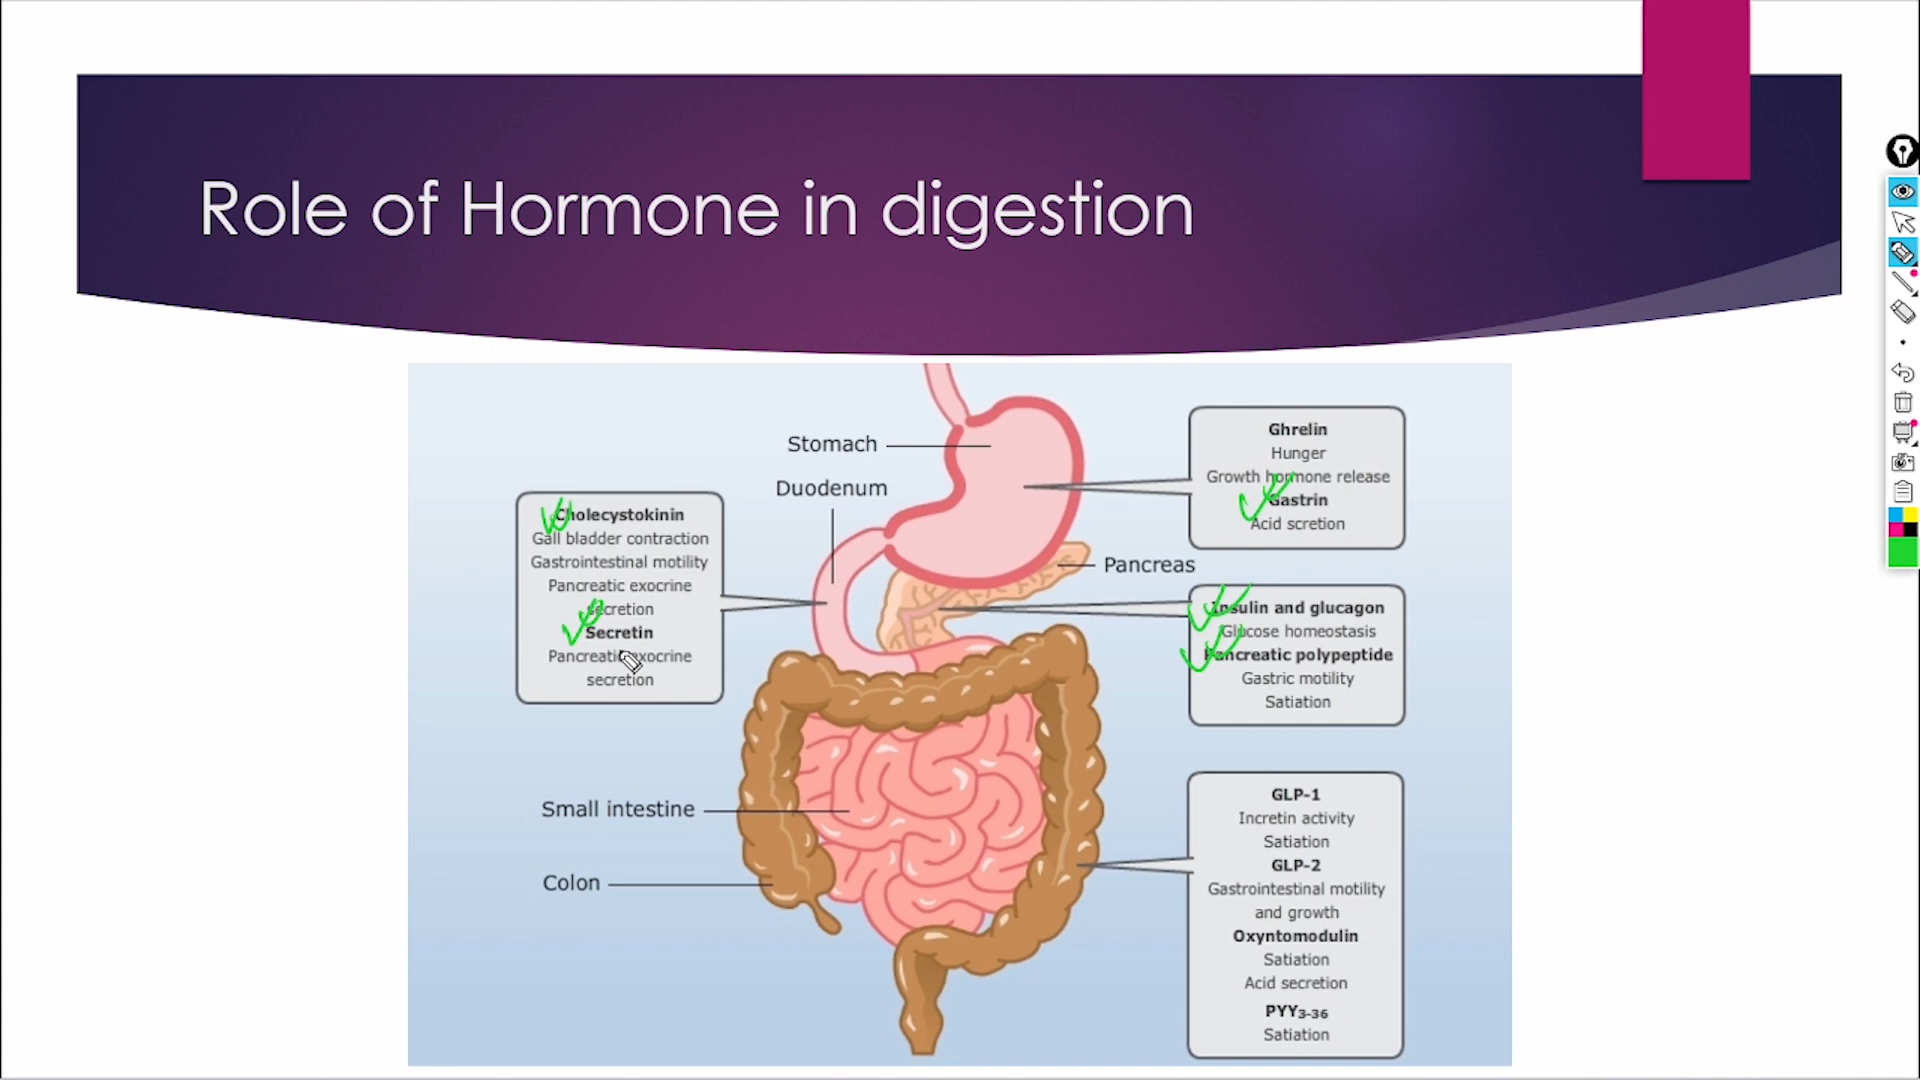 Role of Hormone in digestion
Stomach
Duodenum
Cholecystokinin
Gall bladder contraction
Gastrointestinal motility
Pancreatic exocrine
secretion
Secretin
Pancreatic exocrine
secretion
Small intestine
Colon
Ghrelin
Hunger
Growth hormone release
Gastrin
Acid scretion
Pancreas
Insulin and glucagon
Glucose homeostasis
Pancreatic polypeptide
Gastric motility
Satiation
GLP-1
Incretin activity
Satiation
GLP-2
Gastrointestinal motility
and growth
Oxyntomodulin
Satiation
Acid secretion
PYY3-36
Satiation